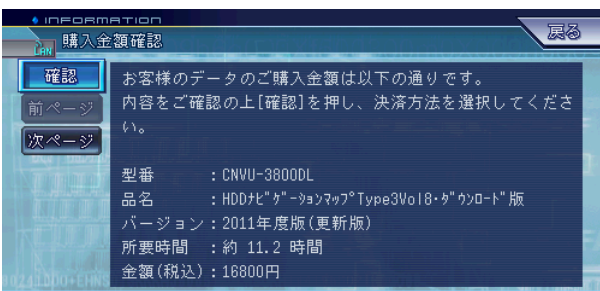 INFORMATION
LAN 購入金額確認
戻る
確認
前ページ
次ページ
お客様のデータのご購入金額は以下の通りです。
内容をご確認の上[確認]を押し、決済方法を選択してくださ
い。
型番 :CNVU-3800DL
品名 :HDDﾅﾋﾞｹﾞｰｼｮﾝﾏｯﾌﾟType3Vol8･ﾀﾞｳﾝﾛｰﾄﾞ版
バージョン:2011年度版(更新版)
所要時間 :約 11.2 時間
金額(税込):16800円